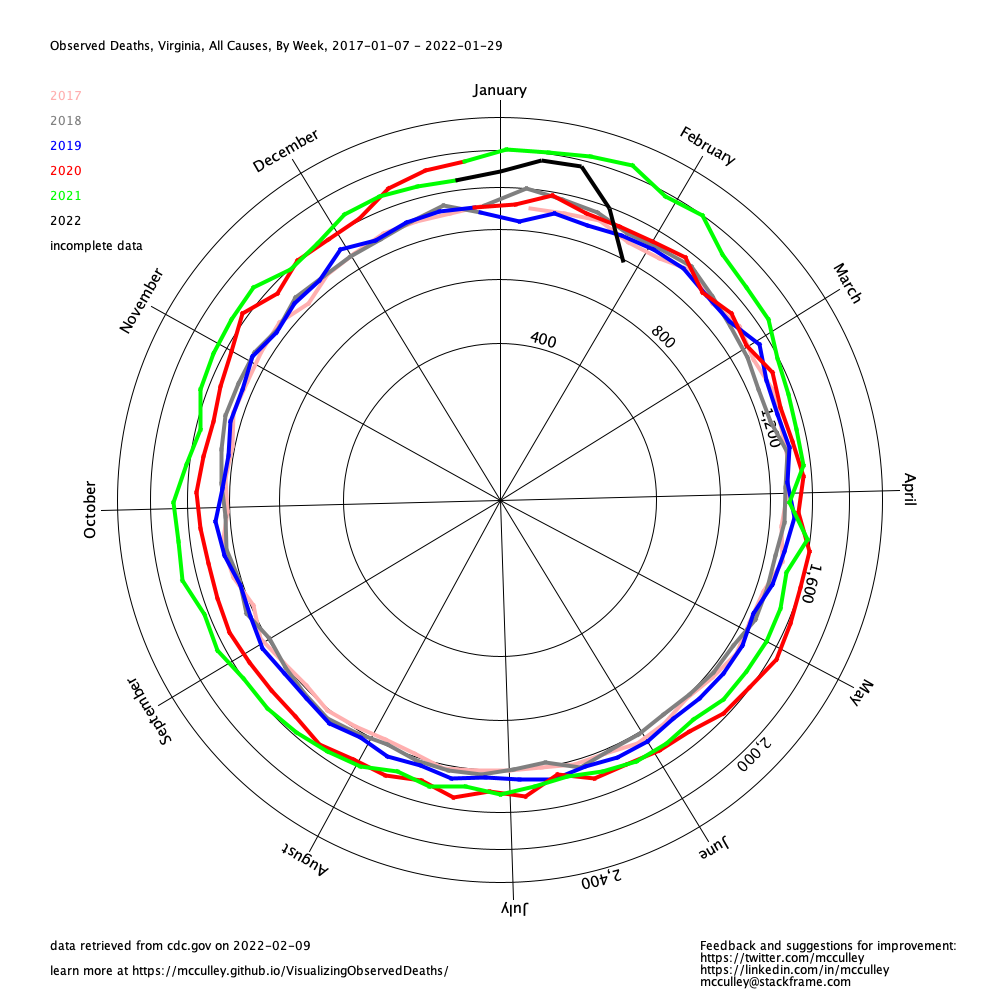 Observed Deaths, Virginia, All Causes, By Week, 2017-01-07 - 2022-01-29
January
February
March
April
May
June
July
August
September
October
November
December
2017
2018
2019
2020
2021
2022
incomplete data
400
800
1,200
1,600
2,000
2,400
data retrieved from cdc.gov on 2022-02-09
learn more at https://mcculley.github.io/VisualizingObservedDeaths/
Feedback and suggestions for improvement:
https://twitter.com/mcculley
https://linkedin.com/in/mcculley
mcculley@stackframe.com